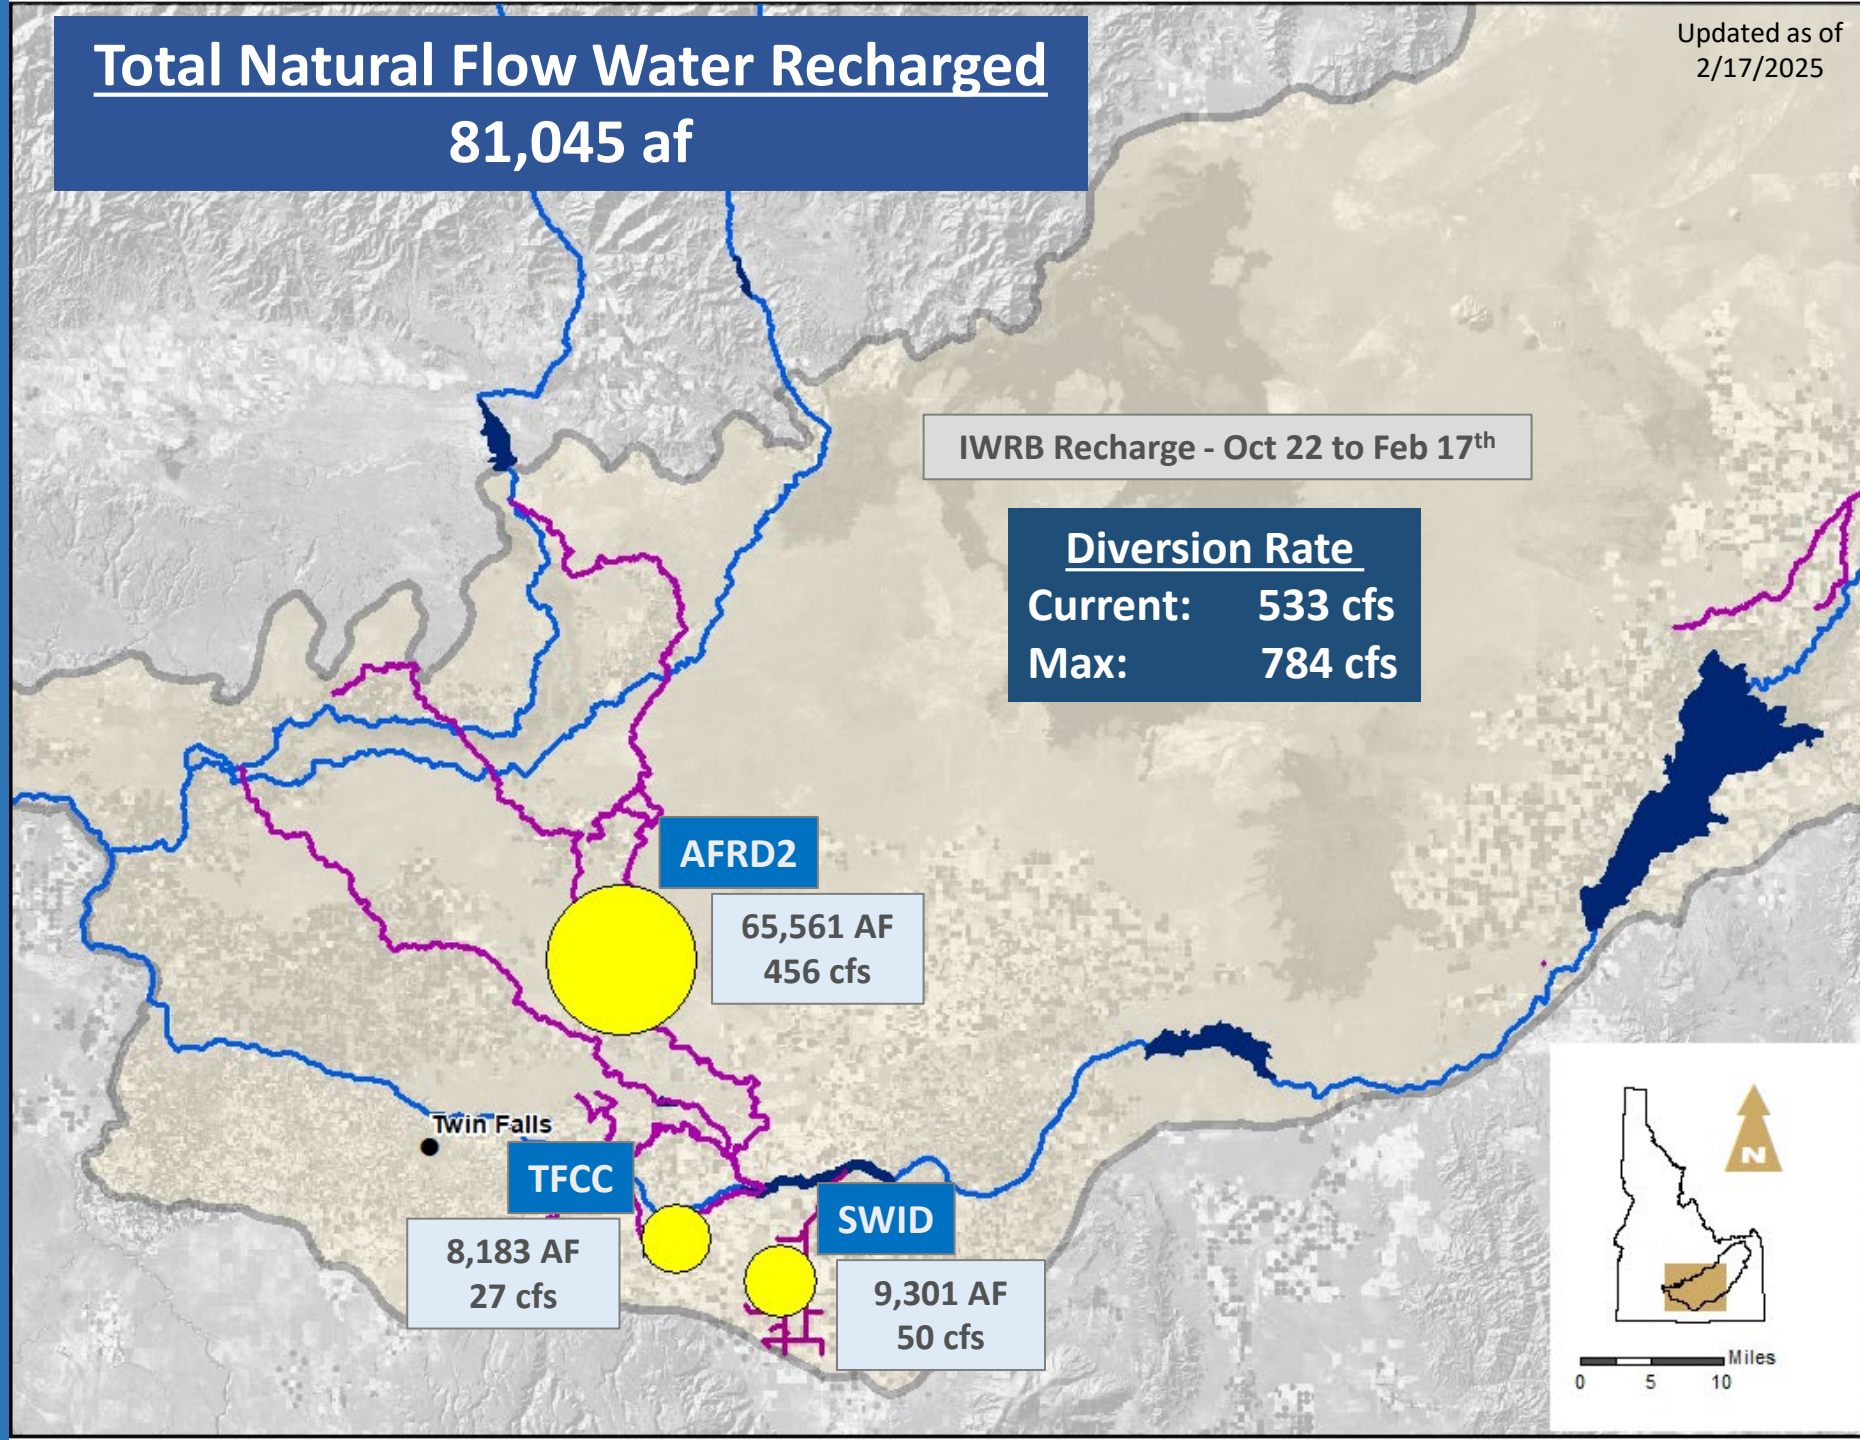 Total Natural Flow Water Recharged
81,045 af
Updated as of
2/17/2025
IWRB Recharge - Oct 22 to Feb 17th
Diversion Rate
Current: 533 cfs
Max: 784 cfs
AFRD2
65,561 AF
456 cfs
Twin Falls
TFCC
8,183 AF
27 cfs
SWID
9,301 AF
50 cfs
N
Miles
0 5 10